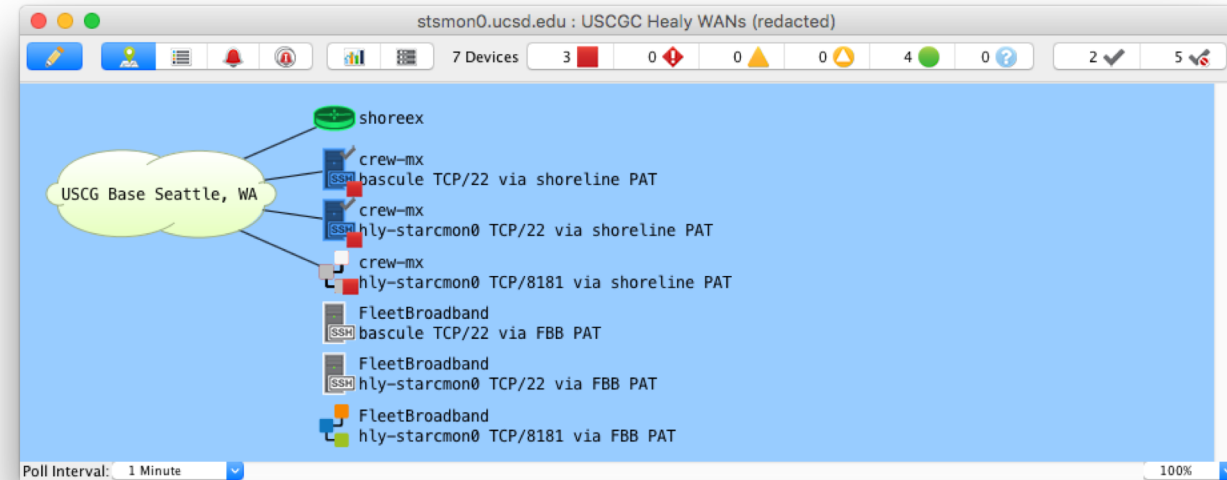 stsmon0.ucsd.edu : USCGC Healy WANs (redacted)
7 Devices 3 0 0 0 4 0 ? 2 5
shoreex
USCG Base Seattle, WA
crew-mx
SSH bascule TCP/22 via shoreline PAT
crew-mx
SSH hly-starcmon0 TCP/22 via shoreline PAT
crew-mx
hly-starcmon0 TCP/8181 via shoreline PAT
FleetBroadband
SSH bascule TCP/22 via FBB PAT
FleetBroadband
SSH hly-starcmon0 TCP/22 via FBB PAT
FleetBroadband
hly-starcmon0 TCP/8181 via FBB PAT
Poll Interval: 1 Minute 100%